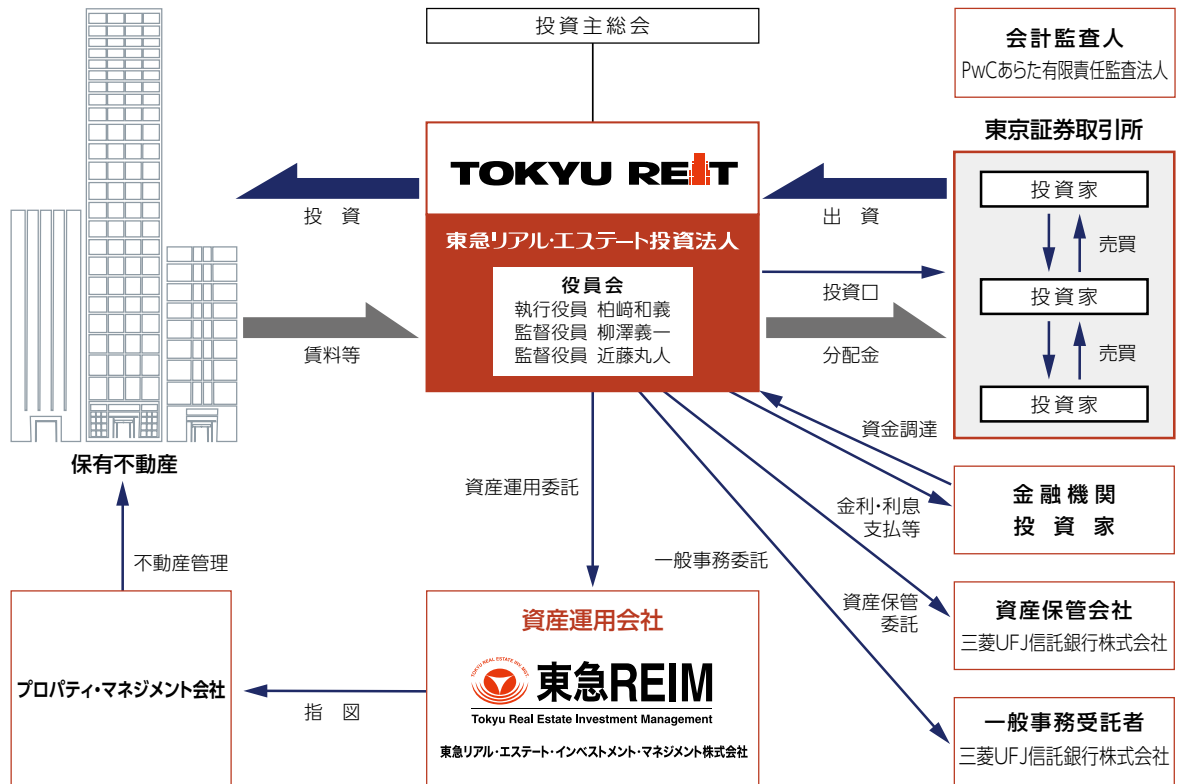 投資主総会
会計監査人
PwCあらた有限責任監査法人
東京証券取引所
TOKYU REIT
投資
出資
投資家
売買
東急リアル・エステート投資法人
役員会
執行役員 柏﨑和義
監督役員 柳澤義一
監督役員 近藤丸人
投資口
投資家
賃料等
分配金
売買
投資家
保有不動産
資金調達
資産運用委託
金利・利息
支払等
金融機関
投資家
不動産管理
一般事務委託
資産保管
委託
資産保管会社
三菱UFJ信託銀行株式会社
資産運用会社
プロパティ・マネジメント会社
指図
TOKYU REAL ESTATE INV. MGT
東急REIM
Tokyu Real Estate Investment Management
東急リアル・エステート・インベストメント・マネジメント株式会社
一般事務受託者
三菱UFJ信託銀行株式会社